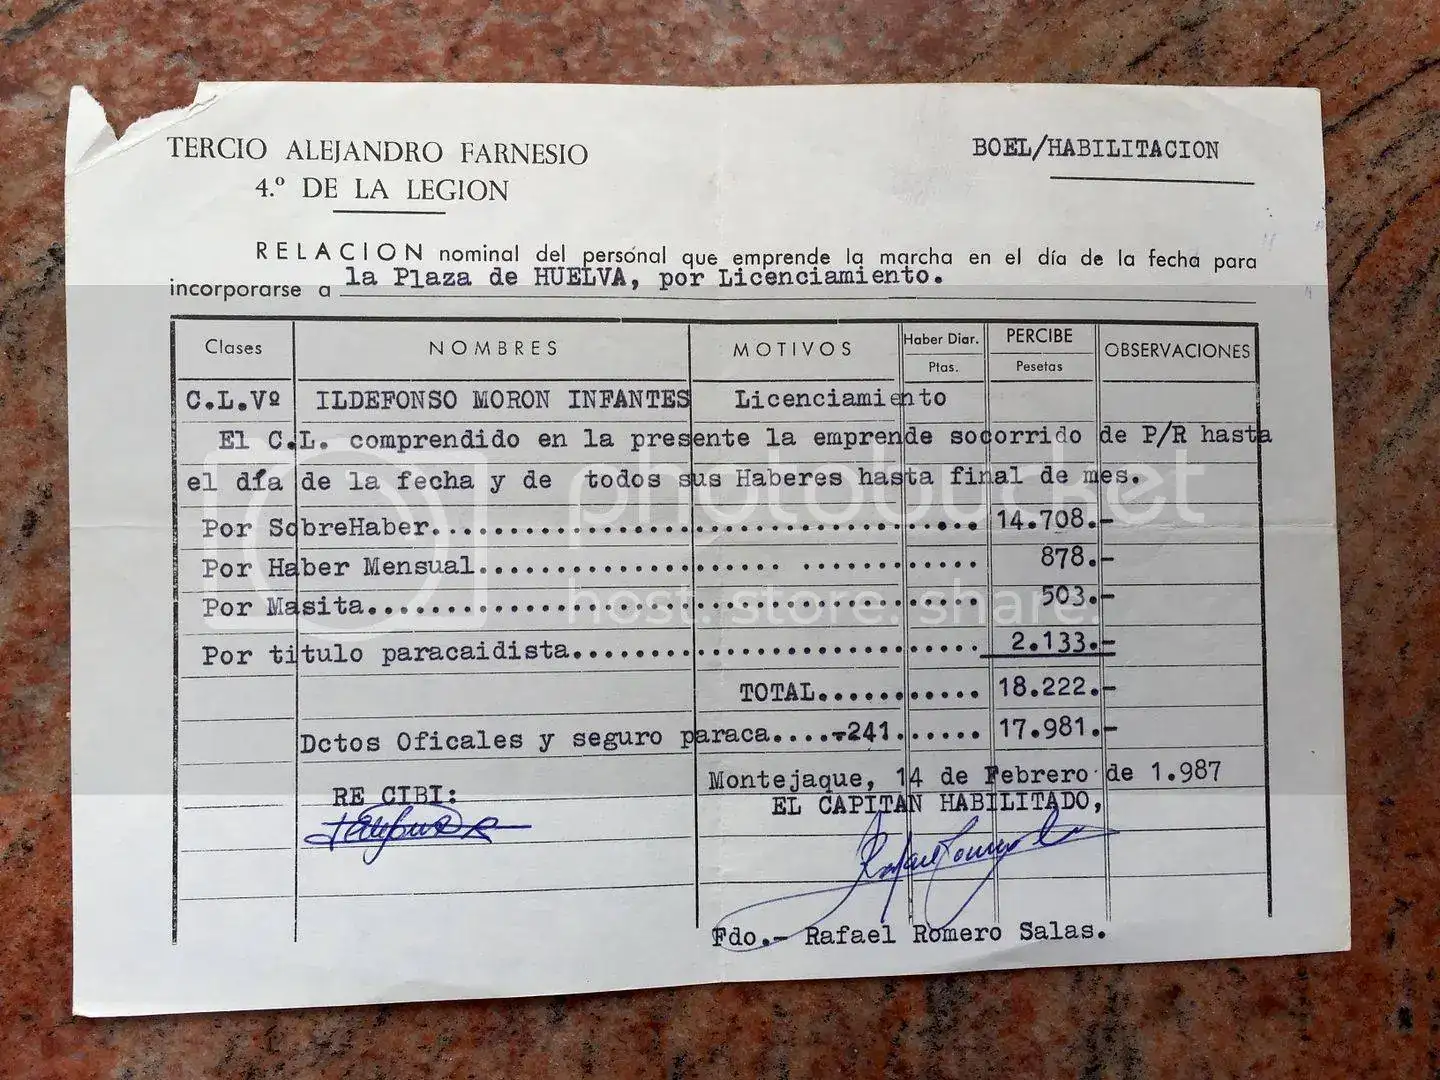 TERCIO ALEJANDRO FARNESIO
4.º DE LA LEGION
BOEL/HABILITACION
RELACION nominal del personal que emprende la marcha en el día de la fecha para
incorporarse a la Plaza de HUELVA, por Licenciamiento.
Clases NOMBRES MOTIVOS Haber Diar. Ptas. PERCIBE Pesetas OBSERVACIONES
C.L.Vº ILDEFONSO MORON INFANTES Licenciamiento
El C.L. comprendido en la presente la emprende socorrido de P/R hasta
el día de la fecha y de todos sus Haberes hasta final de mes.
Por SobreHaber.................................... 14.708.-
Por Haber Mensual.................... ........... 878.-
Por Masita........................................ 503.-
Por titulo paracaidista.......................... 2.133.-
TOTAL........... 18.222.-
Dctos Oficales y seguro paraca....-241....... 17.981.-
Montejaque, 14 de Febrero de 1.987
RE CIBI:
EL CAPITAN HABILITADO,
Fdo.- Rafael Romero Salas.
photobucket
host. store. share.